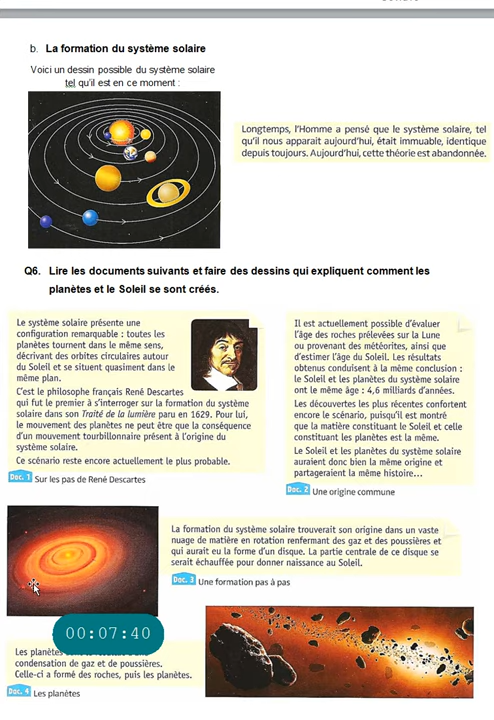 b. La formation du système solaire
Voici un dessin possible du système solaire
tel qu'il est en ce moment :
Longtemps, l'Homme a pensé que le système solaire, tel
qu'il nous apparait aujourd'hui, était immuable, identique
depuis toujours. Aujourd'hui, cette théorie est abandonnée.
Q6. Lire les documents suivants et faire des dessins qui expliquent comment les
planètes et le Soleil se sont créés.
Le système solaire présente une
configuration remarquable : toutes les
planètes tournent dans le même sens,
décrivant des orbites circulaires autour
du Soleil et se situent quasiment dans le
même plan.
C'est le philosophe français René Descartes
qui fut le premier à s'interroger sur la formation du système
solaire dans son Traité de la lumière paru en 1629. Pour lui,
le mouvement des planètes ne peut être que la conséquence
d'un mouvement tourbillonnaire présent à l'origine du
système solaire.
Ce scénario reste encore actuellement le plus probable.
Doc. 1 Sur les pas de René Descartes
Il est actuellement possible d'évaluer
l'âge des roches prélevées sur la Lune
ou provenant des météorites, ainsi que
d'estimer l'âge du Soleil. Les résultats
obtenus conduisent à la même conclusion :
le Soleil et les planètes du système solaire
ont le même âge : 4,6 milliards d'années.
Les découvertes les plus récentes confortent
encore le scénario, puisqu'il est montré
que la matière constituant le Soleil et celle
constituant les planètes est la même.
Le Soleil et les planètes du système solaire
auraient donc bien la même origine et
partageraient la même histoire...
Doc. 2 Une origine commune
La formation du système solaire trouverait son origine dans un vaste
nuage de matière en rotation renfermant des gaz et des poussières et
qui aurait eu la forme d'un disque. La partie centrale de ce disque se
serait échauffée pour donner naissance au Soleil.
Doc. 3 Une formation pas à pas
00:07:40
Les planètes
condensation de gaz et de poussières.
Celle-ci a formé des roches, puis les planètes.
Doc. 4 Les planètes